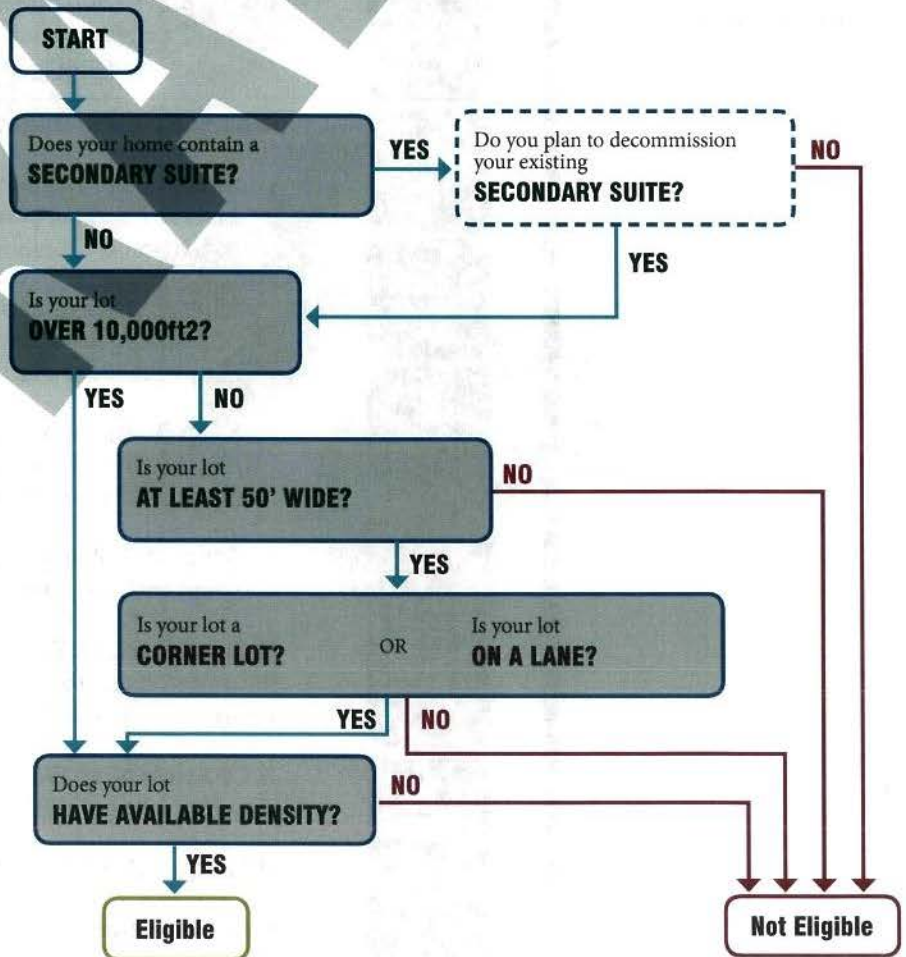 START
Does your home contain a
SECONDARY SUITE?
YES
Do you plan to decommission
your existing
SECONDARY SUITE?
NO
NO
YES
Is your lot
OVER 10,000ft2?
YES
NO
Is your lot
AT LEAST 50' WIDE?
NO
YES
Is your lot a
CORNER LOT?
OR
Is your lot
ON A LANE?
YES
NO
Does your lot
HAVE AVAILABLE DENSITY?
NO
YES
Eligible
Not Eligible